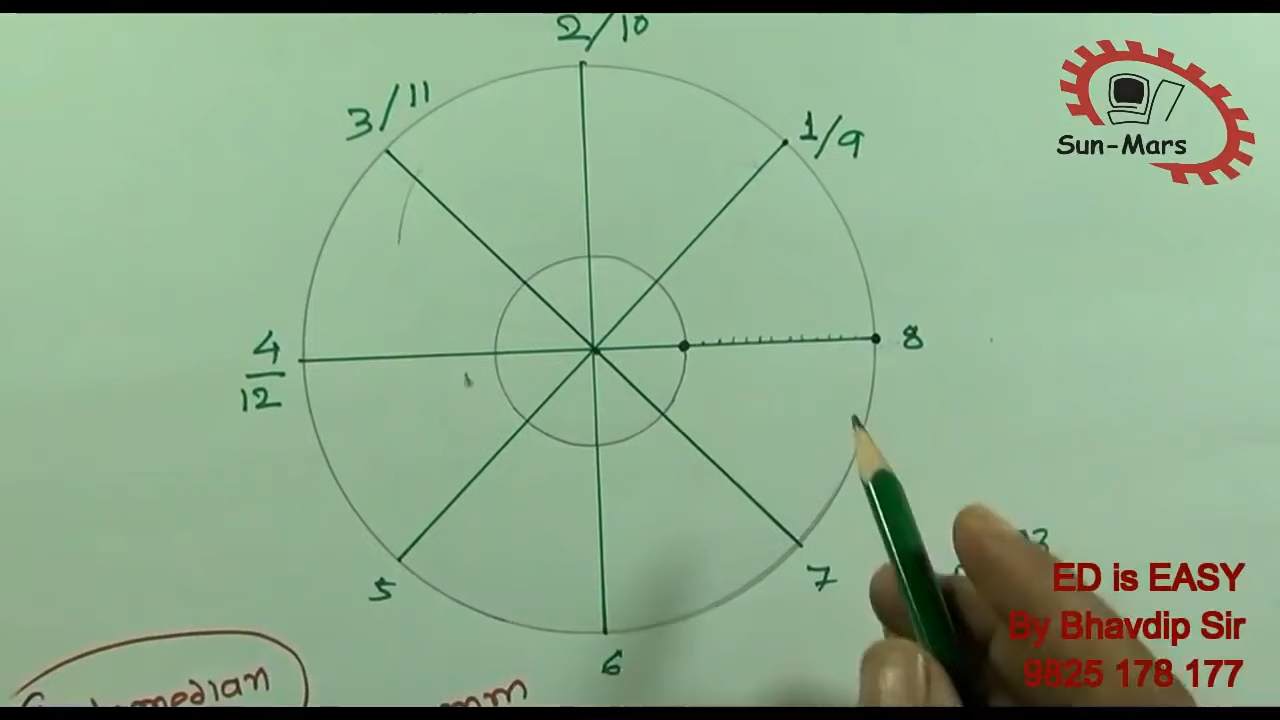 2/10
3/11
1/9
Sun-Mars
4/12
8
5
7
6
ED is EASY
By Bhavdip Sir
9825 178 177
mm